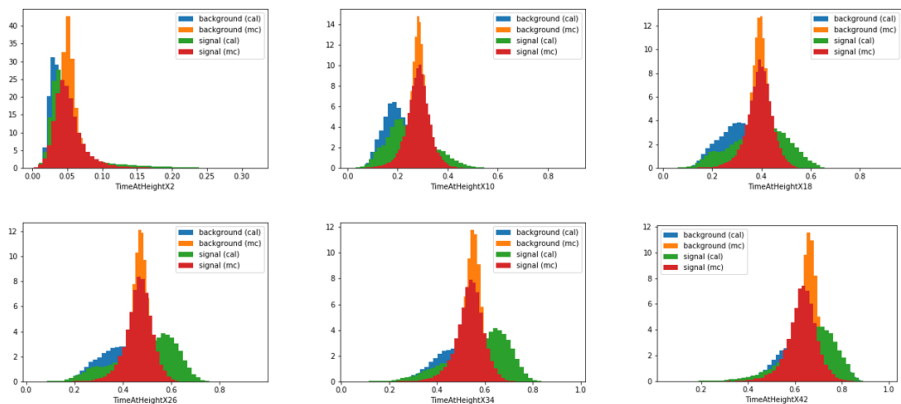 background (cal)
background (mc)
signal (cal)
signal (mc)
40
35
30
25
20
15
10
5
0
0.00 0.05 0.10 0.15 0.20 0.25 0.30
TimeAtHeightX2
background (cal)
background (mc)
signal (cal)
signal (mc)
14
12
10
8
6
4
2
0
0.0 0.2 0.4 0.6 0.8
TimeAtHeightX10
background (cal)
background (mc)
signal (cal)
signal (mc)
12
10
8
6
4
2
0
0.0 0.2 0.4 0.6 0.8
TimeAtHeightX18
background (cal)
background (mc)
signal (cal)
signal (mc)
12
10
8
6
4
2
0
0.0 0.2 0.4 0.6 0.8
TimeAtHeightX26
background (cal)
background (mc)
signal (cal)
signal (mc)
12
10
8
6
4
2
0
0.0 0.2 0.4 0.6 0.8 1.0
TimeAtHeightX34
background (cal)
background (mc)
signal (cal)
signal (mc)
12
10
8
6
4
2
0
0.2 0.4 0.6 0.8 1.0
TimeAtHeightX42